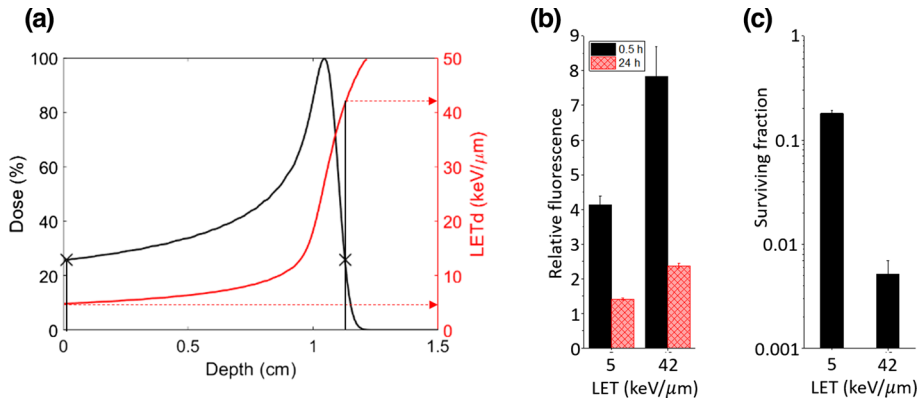 (a)
100
80
60
40
20
0
Dose (%)
0
0.5
1
1.5
Depth (cm)
50
40
30
20
10
0
LETd (keV/μm)
(b)
9
8
7
6
5
4
3
2
1
0
Relative fluorescence
0.5 h
24 h
5
42
LET (keV/μm)
(c)
1
0.1
0.01
0.001
Surviving fraction
5
42
LET (keV/μm)